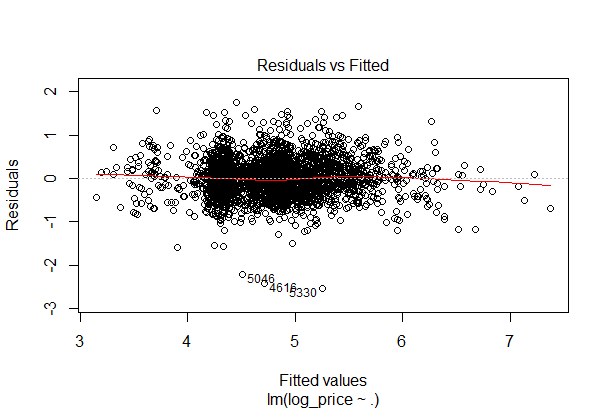 Residuals vs Fitted
Residuals
2
1
0
-1
-2
-3
5046
4616
5330
3 4 5 6 7
Fitted values
lm(log_price ~ .)